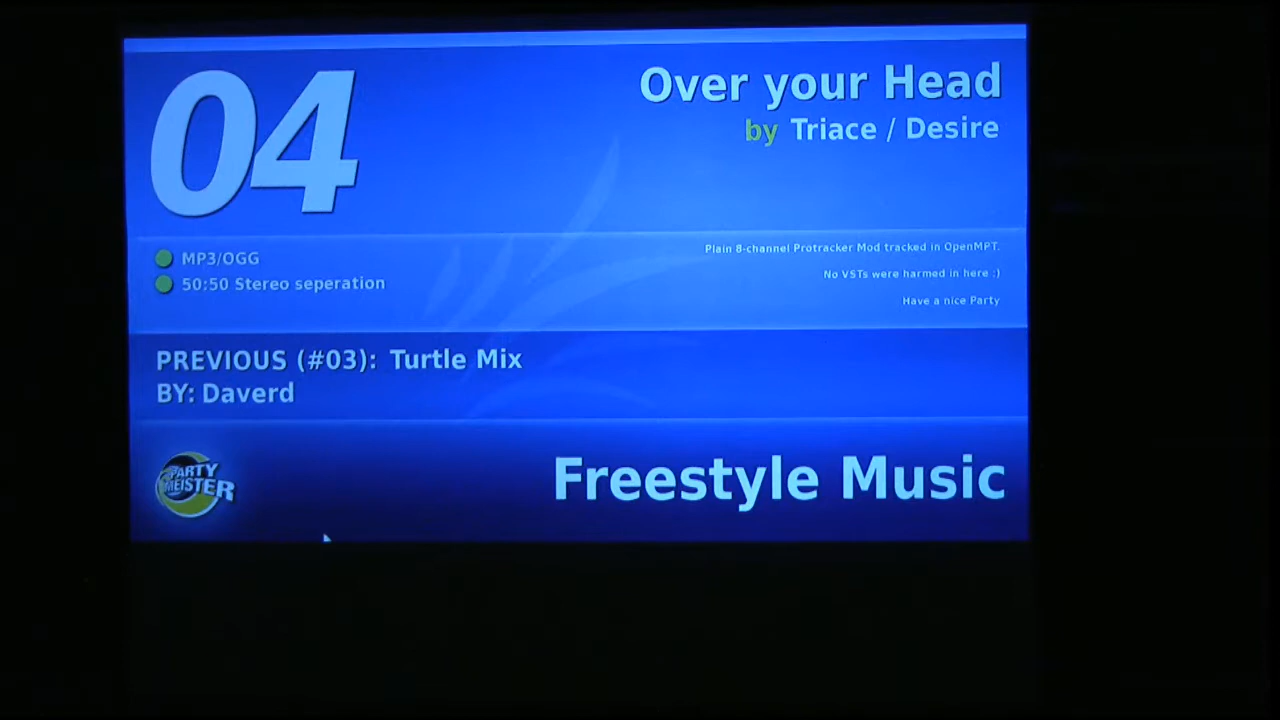 04
Over your Head
by Triace / Desire
MP3/OGG
50:50 Stereo seperation
Plain 8-channel Protracker Mod tracked in OpenMPT.
No VSTs were harmed in here :)
Have a nice Party
PREVIOUS (#03): Turtle Mix
BY: Daverd
PARTY
MEISTER
Freestyle Music